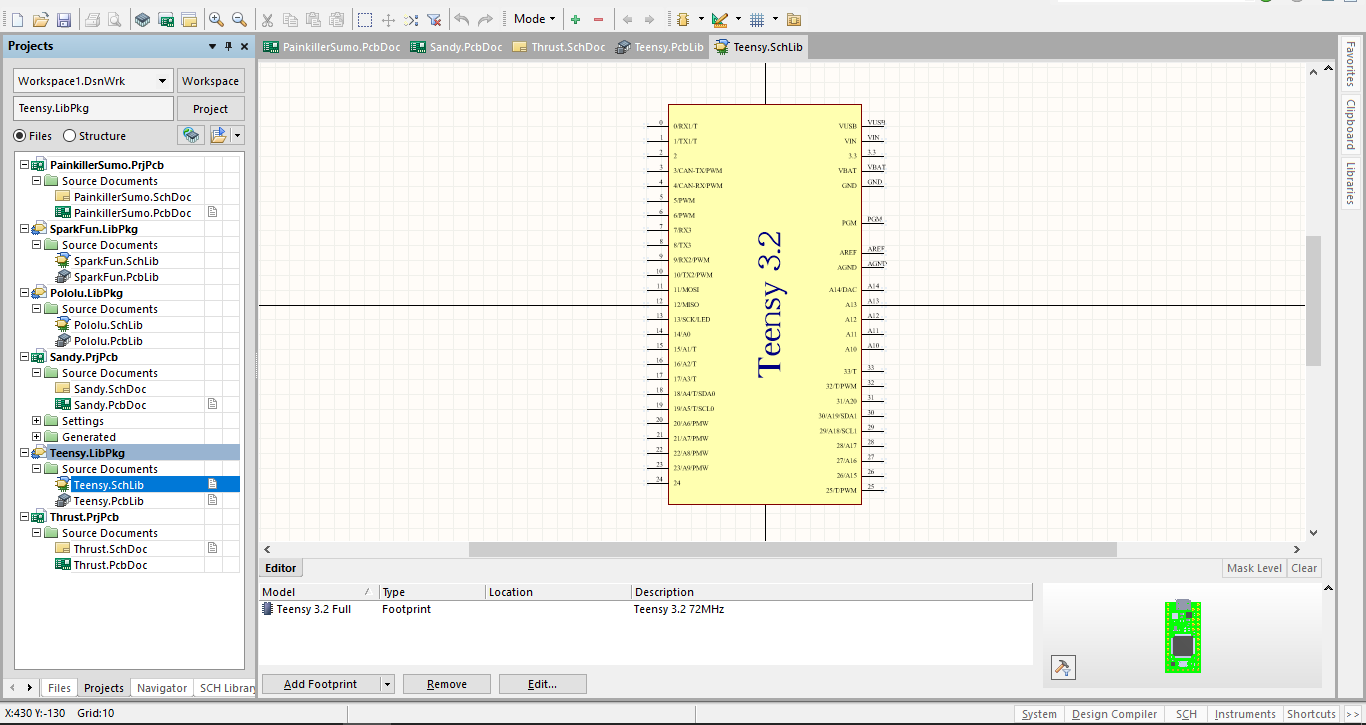 Mode
Projects
PainkillerSumo.PcbDoc
Sandy.PcbDoc
Thrust.SchDoc
Teensy.PcbLib
Teensy.SchLib
Workspace1.DsnWrk
Workspace
Teensy.LibPkg
Project
Files
Structure
PainkillerSumo.PrjPcb
Source Documents
PainkillerSumo.SchDoc
PainkillerSumo.PcbDoc
SparkFun.LibPkg
Source Documents
SparkFun.SchLib
SparkFun.PcbLib
Pololu.LibPkg
Source Documents
Pololu.SchLib
Pololu.PcbLib
Sandy.PrjPcb
Source Documents
Sandy.SchDoc
Sandy.PcbDoc
Settings
Generated
Teensy.LibPkg
Source Documents
Teensy.SchLib
Teensy.PcbLib
Thrust.PrjPcb
Source Documents
Thrust.SchDoc
Thrust.PcbDoc
Files
Projects
Navigator
SCH Library
0 0/RX1/T
1 1/TX1/T
2 2
3 3/CAN-TX/PWM
4 4/CAN-RX/PWM
5 5/PWM
6 6/PWM
7 7/RX3
8 8/TX3
9 9/RX2/PWM
10 10/TX2/PWM
11 11/MOSI
12 12/MISO
13 13/SCK/LED
14 14/A0
15 15/A1/T
16 16/A2/T
17 17/A3/T
18 18/A4/T/SDA0
19 19/A5/T/SCL0
20 20/A6/PMW
21 21/A7/PMW
22 22/A8/PMW
23 23/A9/PMW
24 24
Teensy 3.2
VUSB VUSB
VIN VIN
3.3 3.3
VBAT VBAT
GND GND
PGM PGM
AREF AREF
AGND AGND
A14/DAC A14
A13 A13
A12 A12
A11 A11
A10 A10
33/T 33
32/T/PWM 32
31/A20 31
30/A19/SDA1 30
29/A18/SCL1 29
28/A17 28
27/A16 27
26/A15 26
25/T/PWM 25
Favorites
Clipboard
Libraries
Editor
Mask Level
Clear
Model
Type
Location
Description
Teensy 3.2 Full
Footprint
Teensy 3.2 72MHz
Add Footprint
Remove
Edit...
X:430 Y:-130 Grid:10
System
Design Compiler
SCH
Instruments
Shortcuts
>>